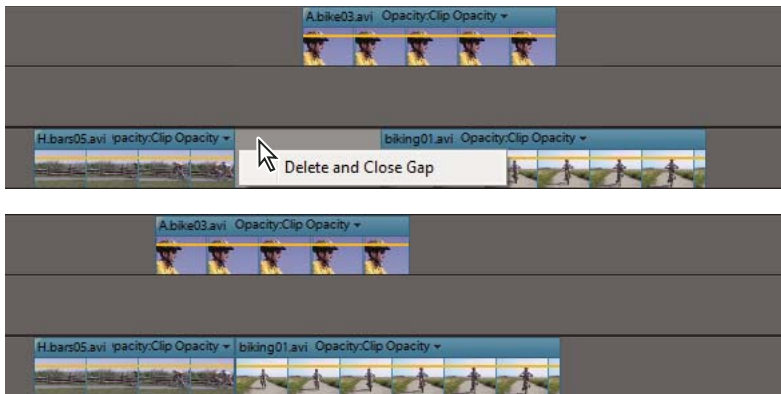 A.bike03.avi Opacity:Clip Opacity
H.bars05.avi pacity:Clip Opacity
biking01.avi Opacity:Clip Opacity
Delete and Close Gap
A.bike03.avi Opacity:Clip Opacity
H.bars05.avi pacity:Clip Opacity
biking01.avi Opacity:Clip Opacity